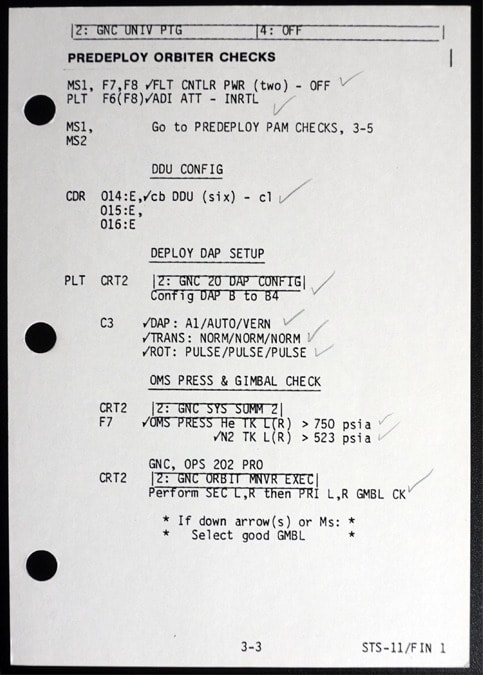 2: GNC UNIV PTG 4: OFF
PREDEPLOY ORBITER CHECKS
MS1, F7,F8 ✓FLT CNTLR PWR (two) - OFF ✓
PLT F6(F8)✓ADI ATT - INRTL ✓
MS1, Go to PREDEPLOY PAM CHECKS, 3-5
MS2
DDU CONFIG
CDR 014:E,✓cb DDU (six) - cl ✓
015:E,
016:E
DEPLOY DAP SETUP
PLT CRT2 |2: GNC 20 DAP CONFIG| ✓
Config DAP B to B4
C3 ✓DAP: A1/AUTO/VERN ✓
✓TRANS: NORM/NORM/NORM ✓
✓ROT: PULSE/PULSE/PULSE ✓
OMS PRESS & GIMBAL CHECK
CRT2 |2: GNC SYS SUMM 2|
F7 ✓OMS PRESS He TK L(R) > 750 psia ✓
✓N2 TK L(R) > 523 psia ✓
GNC, OPS 202 PRO
CRT2 |2: GNC ORBIT MNVR EXEC|
Perform SEC L,R then PRI L,R GMBL CK ✓
* If down arrow(s) or Ms: *
* Select good GMBL *
3-3 STS-11/FIN 1